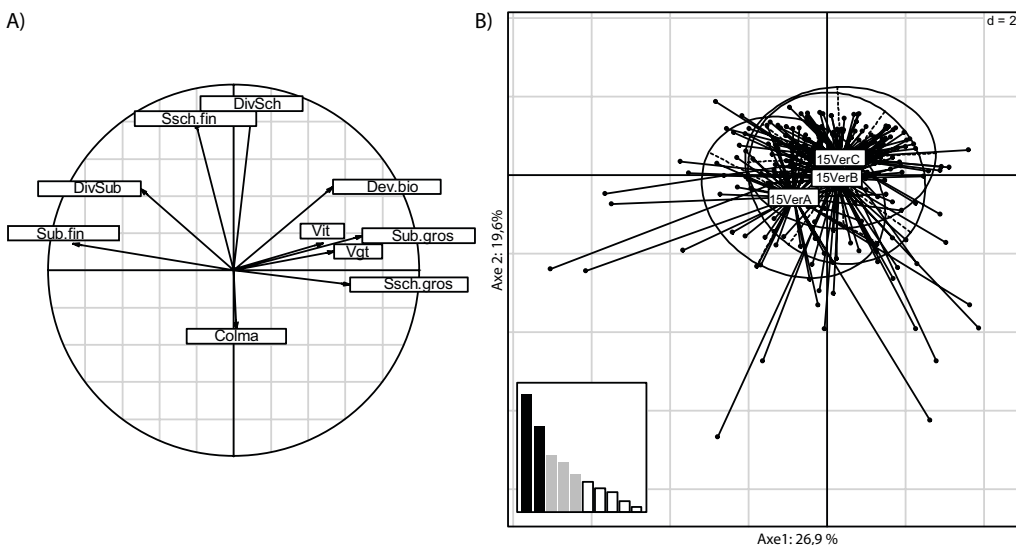 A)
DivSch
Ssch.fin
DivSub
Dev.bio
Sub.fin
Vit
Sub.gros
Vgt
Ssch.gros
Colma
B)
d = 2
15VerC
15VerB
15VerA
Axe 2: 19,6%
Axe1: 26,9 %